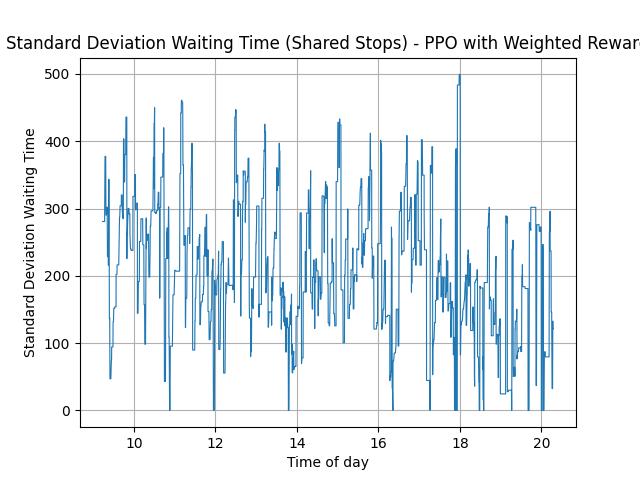 Standard Deviation Waiting Time (Shared Stops) - PPO with Weighted Rewar
500
400
300
200
100
0
Standard Deviation Waiting Time
10 12 14 16 18 20
Time of day